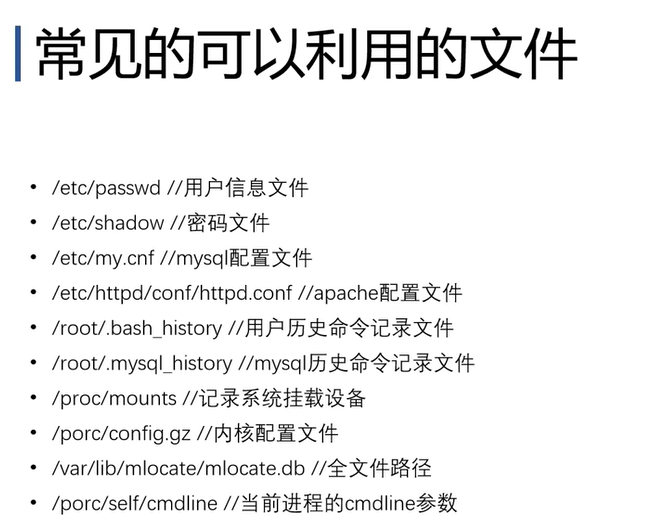 常见的可以利用的文件
• /etc/passwd //用户信息文件
• /etc/shadow //密码文件
• /etc/my.cnf //mysql配置文件
• /etc/httpd/conf/httpd.conf //apache配置文件
• /root/.bash_history //用户历史命令记录文件
• /root/.mysql_history //mysql历史命令记录文件
• /proc/mounts //记录系统挂载设备
• /porc/config.gz //内核配置文件
• /var/lib/mlocate/mlocate.db //全文件路径
• /porc/self/cmdline //当前进程的cmdline参数